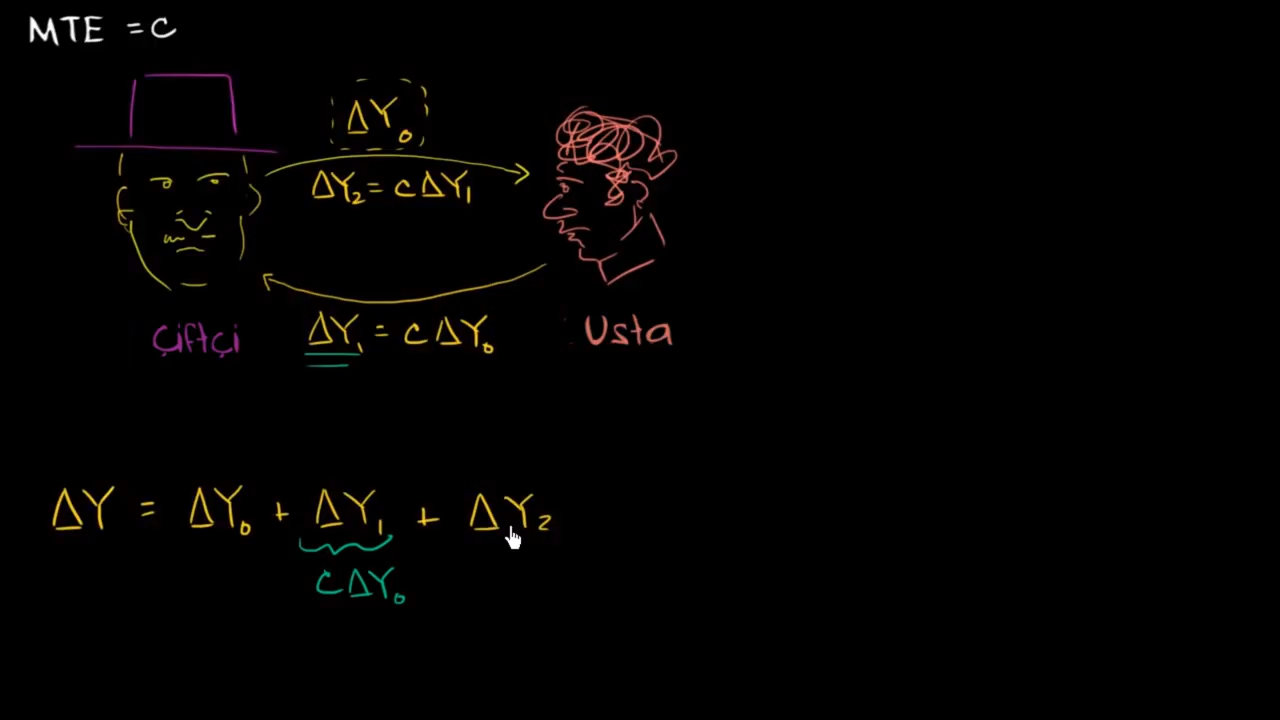 MTE = C
ΔY₀
ΔY₂ = cΔY₁
ΔY₁ = cΔY₀
Çiftçi
Usta
ΔY = ΔY₀ + ΔY₁ + ΔY₂
cΔY₀